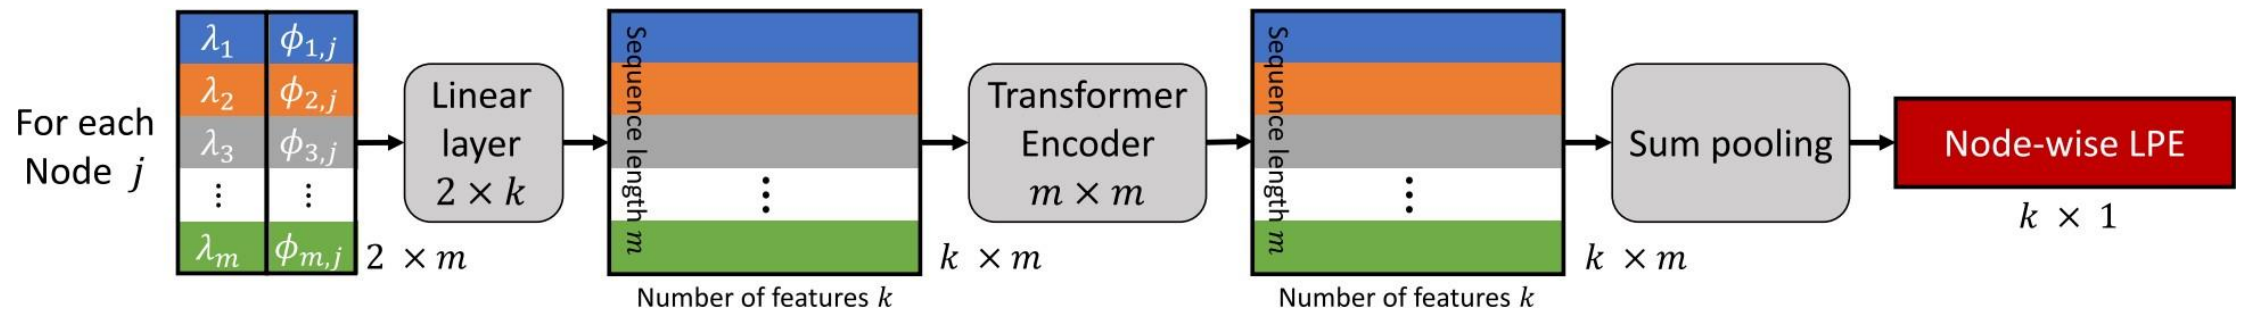 For each
Node j
λ₁ ϕ₁,ⱼ
λ₂ ϕ₂,ⱼ
λ₃ ϕ₃,ⱼ
⋮ ⋮
λₘ ϕₘ,ⱼ
2 × m
Linear
layer
2 × k
Sequence length m
⋮
Number of features k
k × m
Transformer
Encoder
m × m
Sequence length m
⋮
Number of features k
k × m
Sum pooling
Node-wise LPE
k × 1